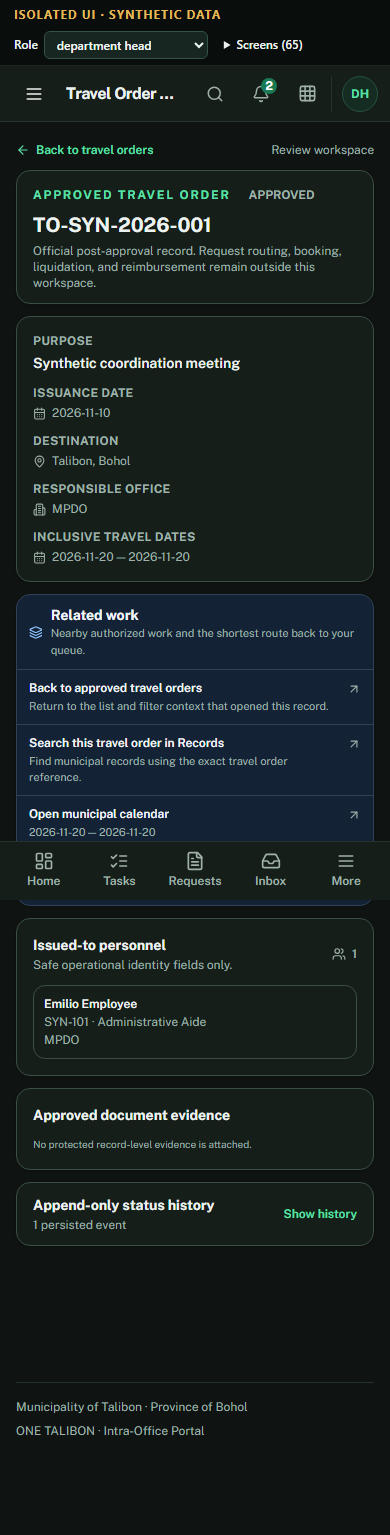 ISOLATED UI · SYNTHETIC DATA
Role
department head
Screens (65)
Travel Order ...
2
DH
Back to travel orders
Review workspace
APPROVED TRAVEL ORDER
APPROVED
TO-SYN-2026-001
Official post-approval record. Request routing, booking,
liquidation, and reimbursement remain outside this
workspace.
PURPOSE
Synthetic coordination meeting
ISSUANCE DATE
2026-11-10
DESTINATION
Talibon, Bohol
RESPONSIBLE OFFICE
MPDO
INCLUSIVE TRAVEL DATES
2026-11-20 — 2026-11-20
Related work
Nearby authorized work and the shortest route back to your
queue.
Back to approved travel orders
Return to the list and filter context that opened this record.
Search this travel order in Records
Find municipal records using the exact travel order
reference.
Open municipal calendar
2026-11-20 — 2026-11-20
Home
Tasks
Requests
Inbox
More
Issued-to personnel
Safe operational identity fields only.
1
Emilio Employee
SYN-101 · Administrative Aide
MPDO
Approved document evidence
No protected record-level evidence is attached.
Append-only status history
1 persisted event
Show history
Municipality of Talibon · Province of Bohol
ONE TALIBON · Intra-Office Portal